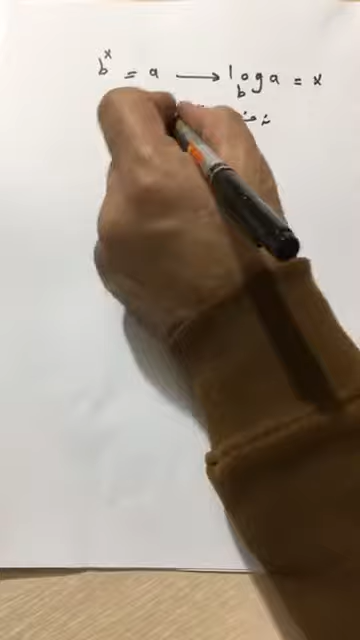 b^x = a ⟶ log_b a = x